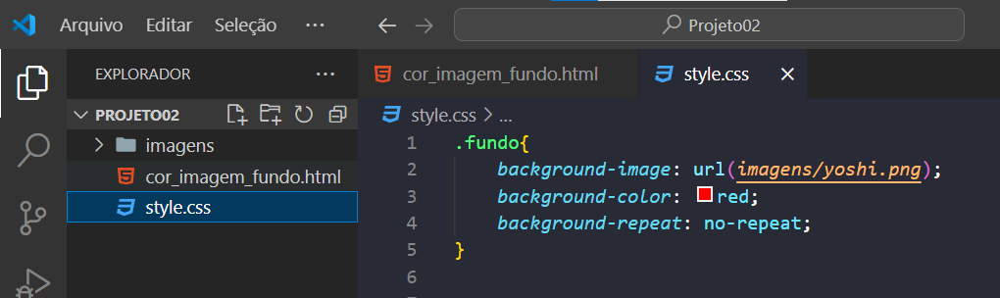 Arquivo Editar Seleção ... Projeto02
EXPLORADOR ...
cor_imagem_fundo.html style.css
PROJETO02
imagens
cor_imagem_fundo.html
style.css
style.css > ...
1 .fundo{
2 background-image: url(imagens/yoshi.png);
3 background-color: red;
4 background-repeat: no-repeat;
5 }
6